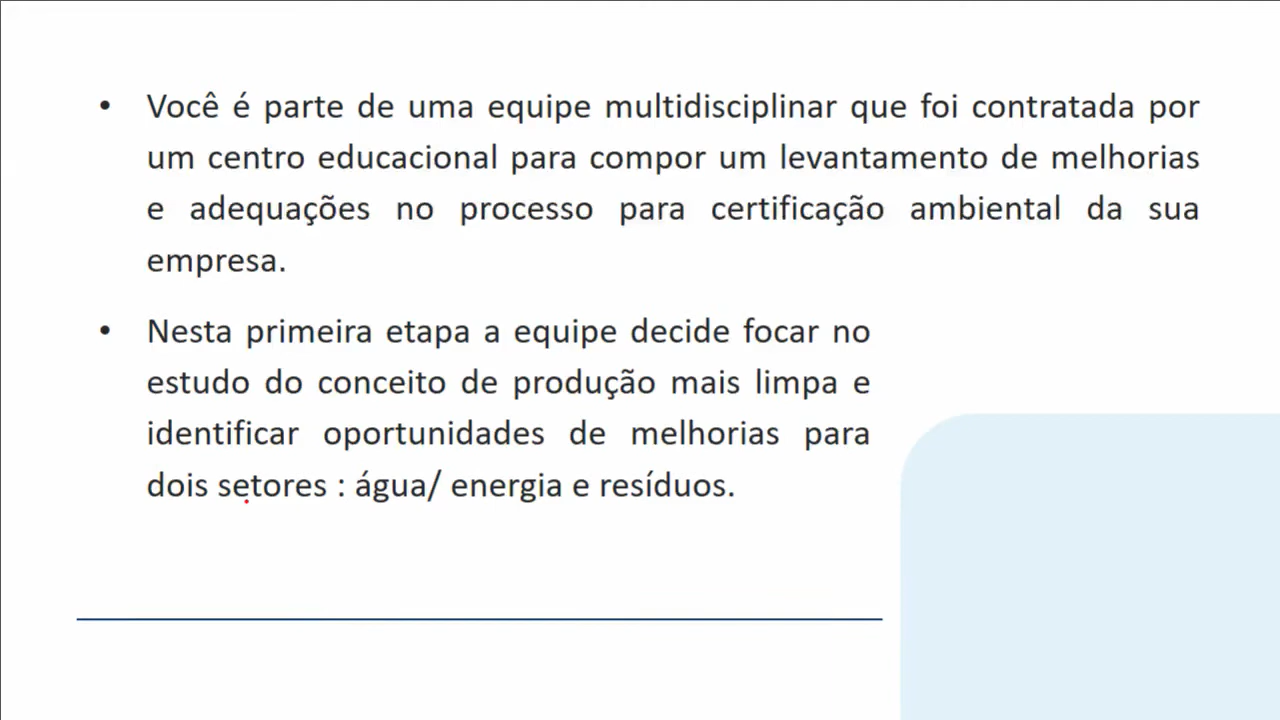 • Você é parte de uma equipe multidisciplinar que foi contratada por
um centro educacional para compor um levantamento de melhorias
e adequações no processo para certificação ambiental da sua
empresa.
• Nesta primeira etapa a equipe decide focar no
estudo do conceito de produção mais limpa e
identificar oportunidades de melhorias para
dois setores : água/ energia e resíduos.